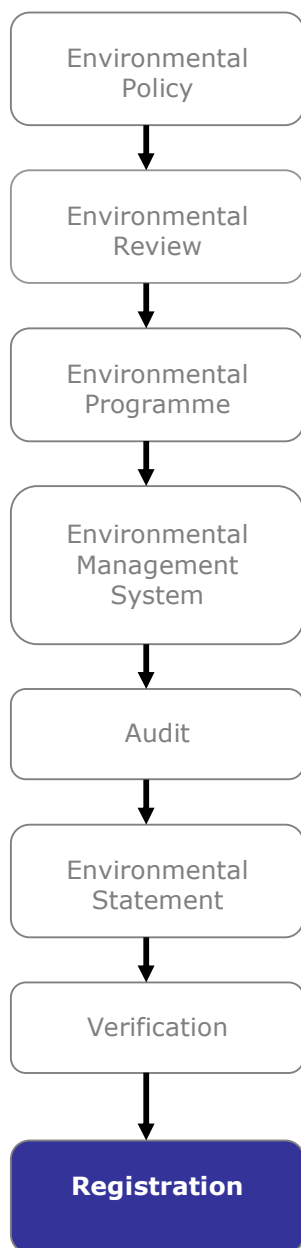 Environmental
Policy
Environmental
Review
Environmental
Programme
Environmental
Management
System
Audit
Environmental
Statement
Verification
Registration